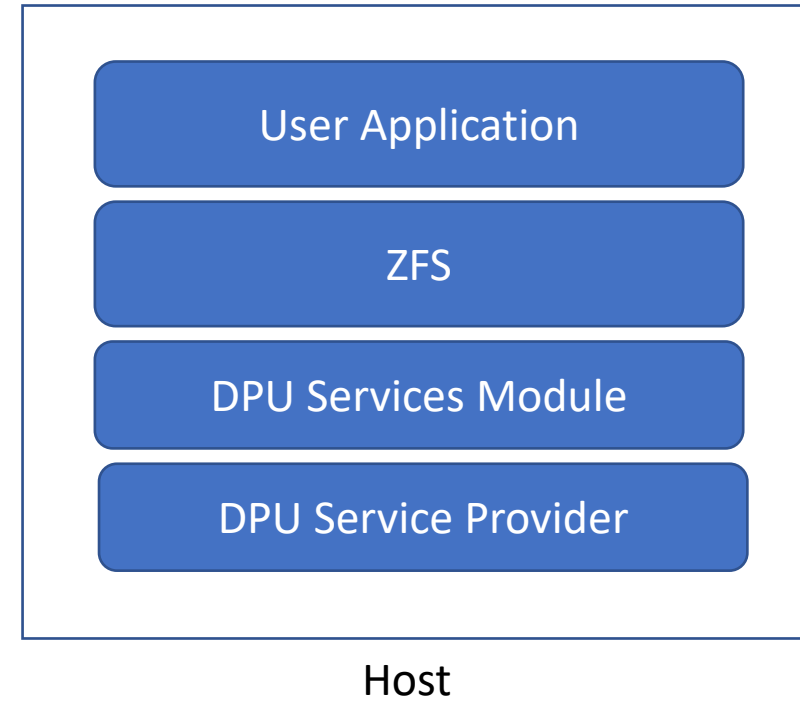 User Application
ZFS
DPU Services Module
DPU Service Provider
Host